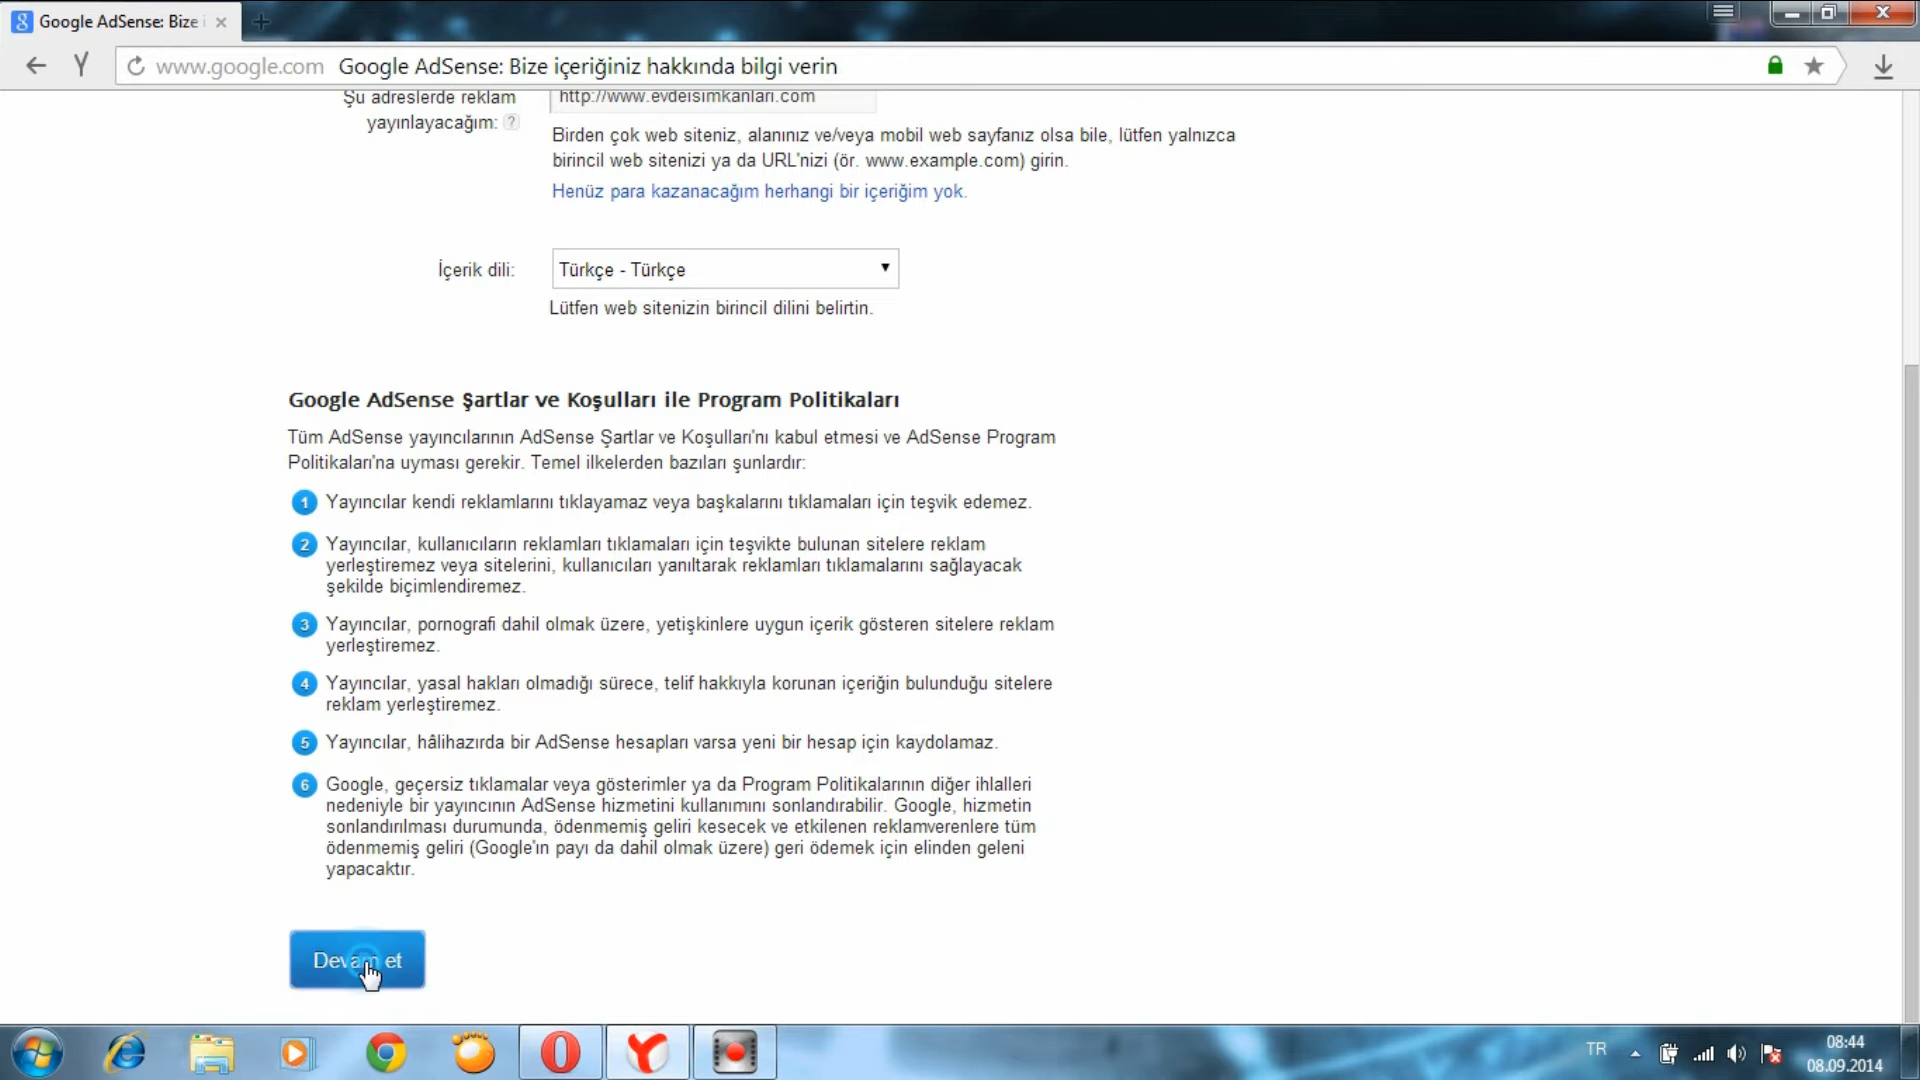 Google AdSense: Bize i
www.google.com Google AdSense: Bize içeriğiniz hakkında bilgi verin
Şu adreslerde reklam
yayınlayacağım: ?
http://www.evdeisimkanlari.com
Birden çok web siteniz, alanınız ve/veya mobil web sayfanız olsa bile, lütfen yalnızca
birincil web sitenizi ya da URL'nizi (ör. www.example.com) girin.
Henüz para kazanacağım herhangi bir içeriğim yok.
İçerik dili:
Türkçe - Türkçe
Lütfen web sitenizin birincil dilini belirtin.
Google AdSense Şartlar ve Koşulları ile Program Politikaları
Tüm AdSense yayıncılarının AdSense Şartlar ve Koşulları'nı kabul etmesi ve AdSense Program
Politikaları'na uyması gerekir. Temel ilkelerden bazıları şunlardır:
1 Yayıncılar kendi reklamlarını tıklayamaz veya başkalarını tıklamaları için teşvik edemez.
2 Yayıncılar, kullanıcıların reklamları tıklamaları için teşvikte bulunan sitelere reklam
yerleştiremez veya sitelerini, kullanıcıları yanıltarak reklamları tıklamalarını sağlayacak
şekilde biçimlendiremez.
3 Yayıncılar, pornografi dahil olmak üzere, yetişkinlere uygun içerik gösteren sitelere reklam
yerleştiremez.
4 Yayıncılar, yasal hakları olmadığı sürece, telif hakkıyla korunan içeriğin bulunduğu sitelere
reklam yerleştiremez.
5 Yayıncılar, hâlihazırda bir AdSense hesapları varsa yeni bir hesap için kaydolamaz.
6 Google, geçersiz tıklamalar veya gösterimler ya da Program Politikalarının diğer ihlalleri
nedeniyle bir yayıncının AdSense hizmetini kullanımını sonlandırabilir. Google, hizmetin
sonlandırılması durumunda, ödenmemiş geliri kesecek ve etkilenen reklamverenlere tüm
ödenmemiş geliri (Google'ın payı da dahil olmak üzere) geri ödemek için elinden geleni
yapacaktır.
Devam et
TR
08:44
08.09.2014